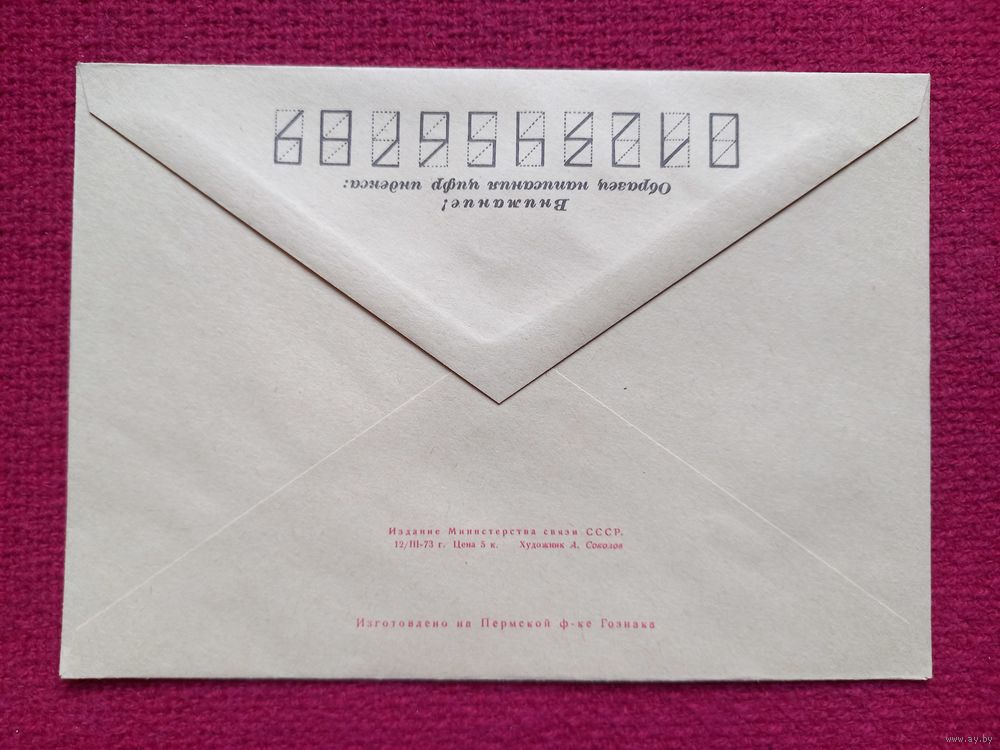 Внимание!
Образец написания цифр индекса:
0123456789
Издание Министерства связи СССР.
12/III-73 г. Цена 5 к. Художник А. Соколов
Изготовлено на Пермской ф-ке Гознака
www.ay.by